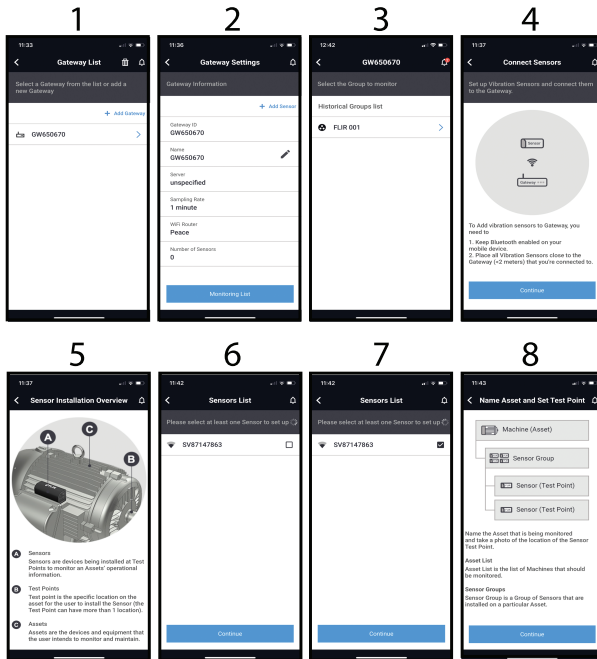 1
2
3
4
11:33
Gateway List
Select a Gateway from the list or add a
new Gateway
+ Add Gateway
GW650670
11:36
Gateway Settings
Gateway Information
+ Add Sensor
Gateway ID
GW650670
Name
GW650670
Server
unspecified
Sampling Rate
1 minute
WiFi Router
Peace
Number of Sensors
0
Monitoring List
12:42
GW650670
Select the Group to monitor
Historical Groups list
FLIR 001
11:37
Connect Sensors
Set up Vibration Sensors and connect them
to the Gateway.
Sensor
Gateway
To Add vibration sensors to Gateway, you
need to
1. Keep Bluetooth enabled on your
mobile device.
2. Place all Vibration Sensors close to the
Gateway (<2 meters) that you're connected to.
Continue
5
6
7
8
11:37
Sensor Installation Overview
A
C
B
A Sensors
Sensors are devices being installed at Test
Points to monitor an Assets' operational
information.
B Test Points
Test point is the specific location on the
asset for the user to install the Sensor (the
Test Point can have more than 1 location).
C Assets
Assets are the devices and equipment that
the user intends to monitor and maintain.
11:42
Sensors List
Please select at least one Sensor to set up
SV87147863
Continue
11:42
Sensors List
Please select at least one Sensor to set up
SV87147863
Continue
11:43
Name Asset and Set Test Point
Machine (Asset)
Sensor Group
Sensor (Test Point)
Sensor (Test Point)
Name the Asset that is being monitored
and take a photo of the location of the Sensor
Test Point.
Asset List
Asset List is the list of Machines that should
be monitored.
Sensor Groups
Sensor Group is a Group of Sensors that are
installed on a particular Asset.
Continue